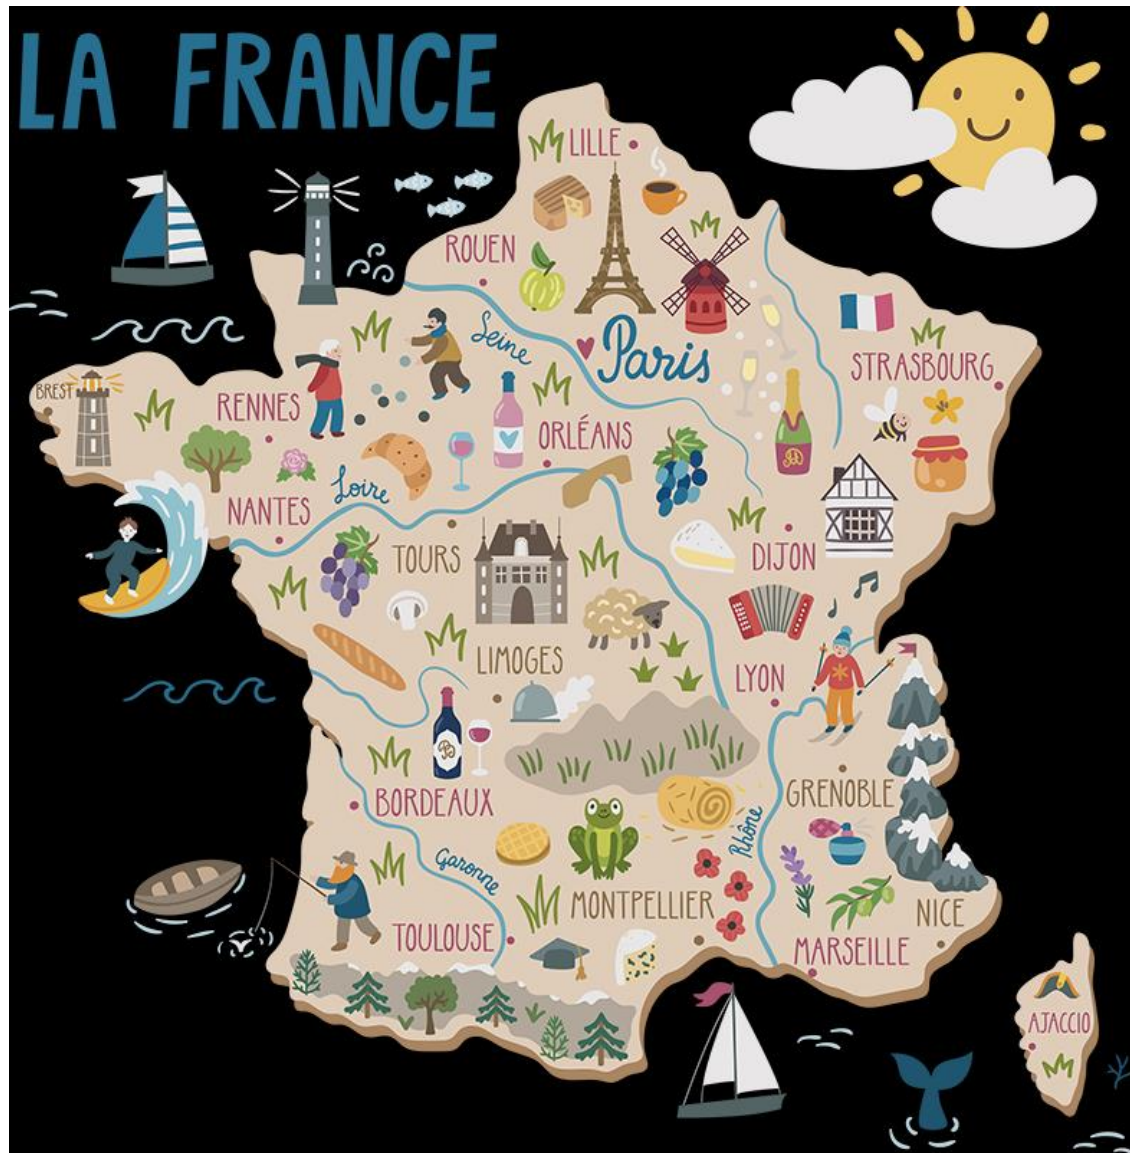 LA FRANCE
LILLE
ROUEN
Seine
Paris
STRASBOURG
BREST
RENNES
ORLÉANS
Loire
NANTES
TOURS
DIJON
LIMOGES
LYON
BORDEAUX
GRENOBLE
Rhône
Garonne
MONTPELLIER
NICE
TOULOUSE
MARSEILLE
AJACCIO